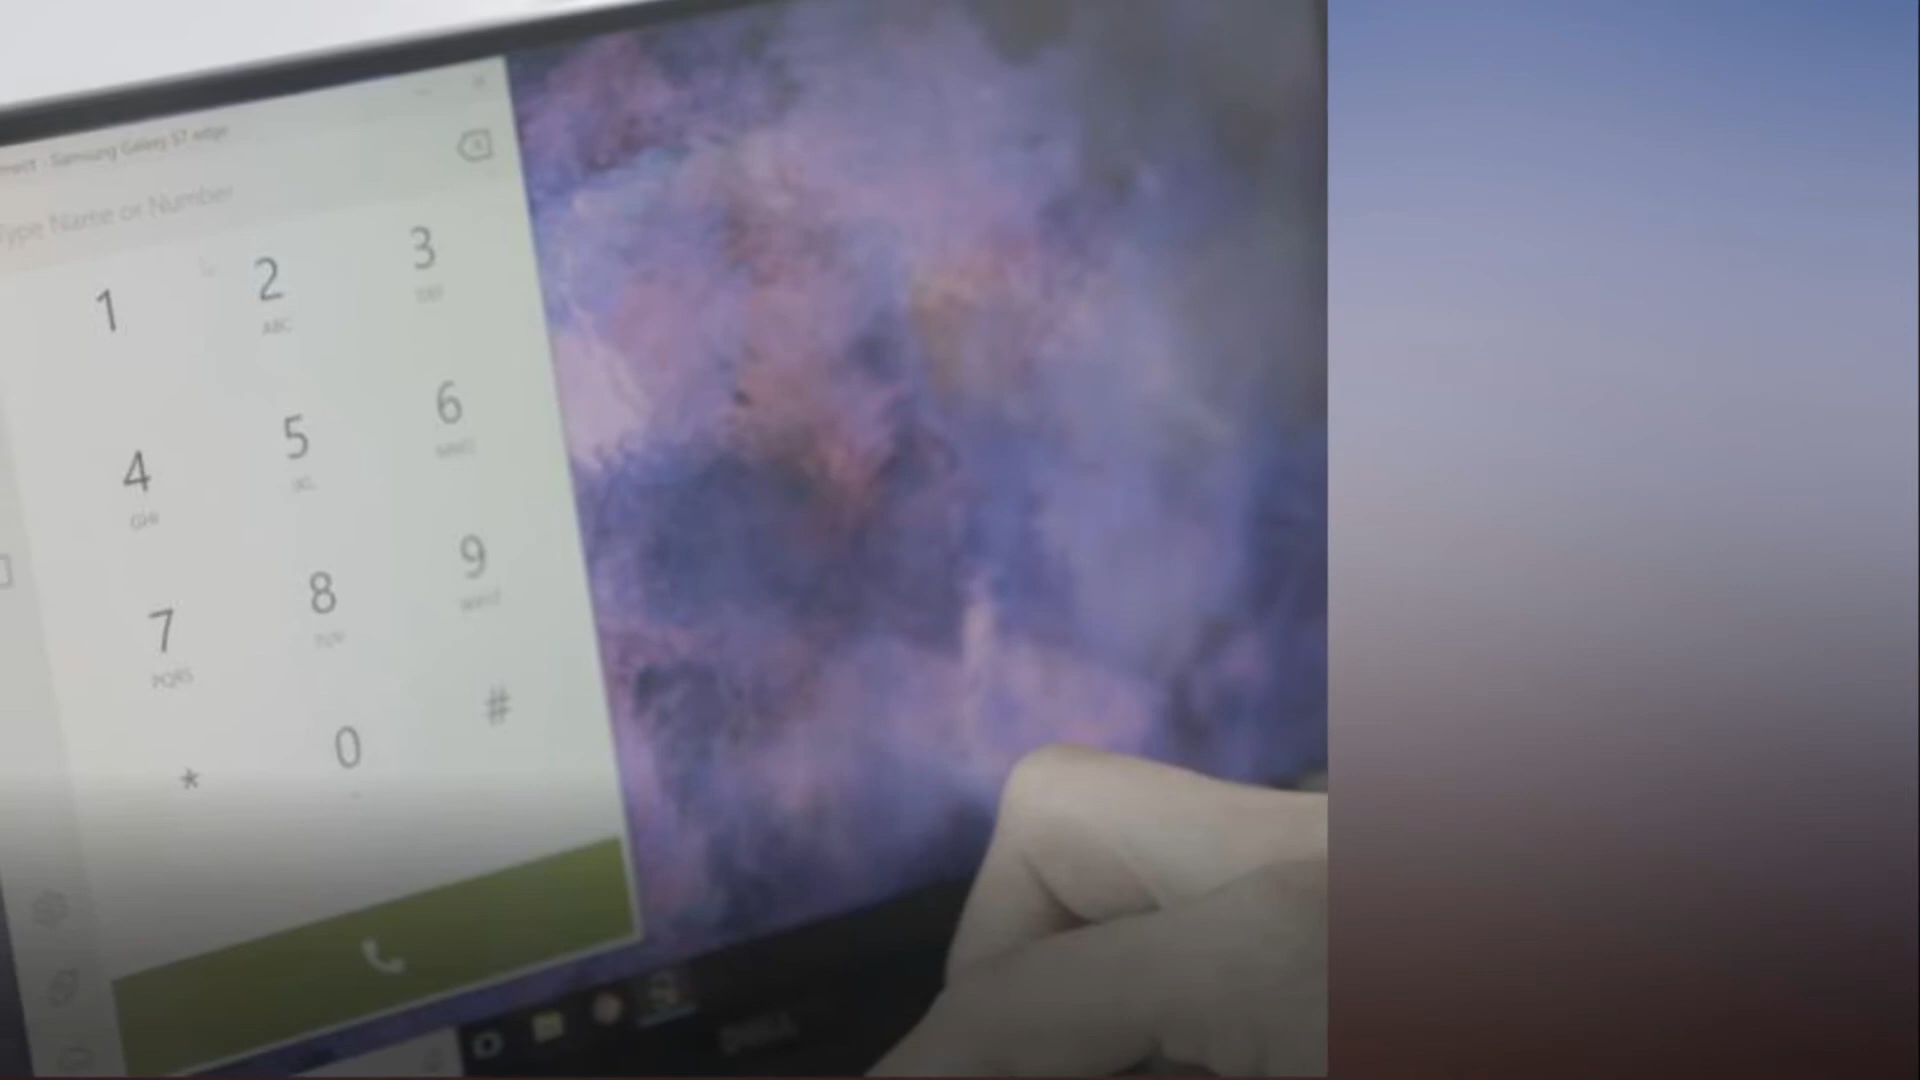 Samsung Galaxy S7 edge
Type Name or Number
1 2 3
ABC DEF
4 5 6
GHI JKL MNO
7 8 9
PQRS TUV WXYZ
* 0 #
DELL